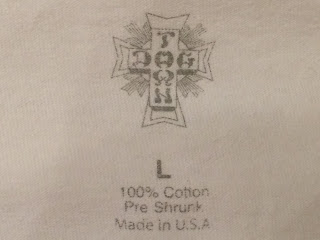 DOG TOWN
L
100% Cotton
Pre Shrunk
Made in U.S.A